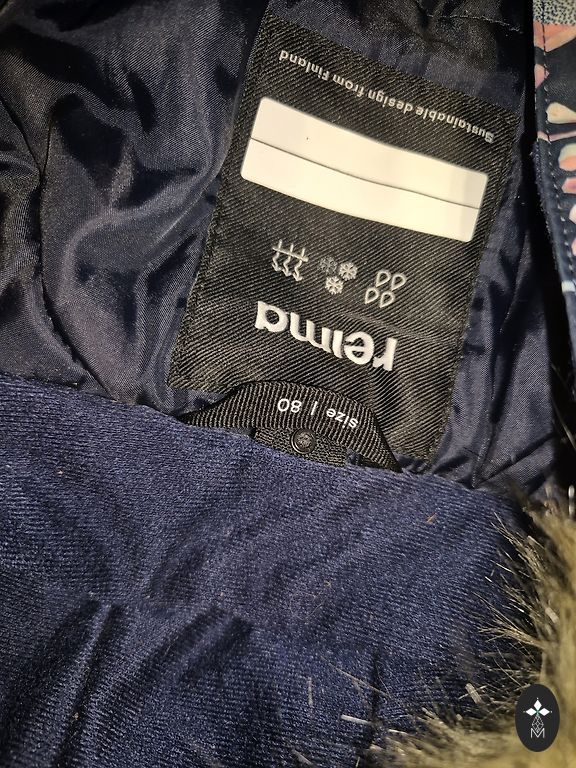 size | 80
reima
Sustainable design from Finland
M